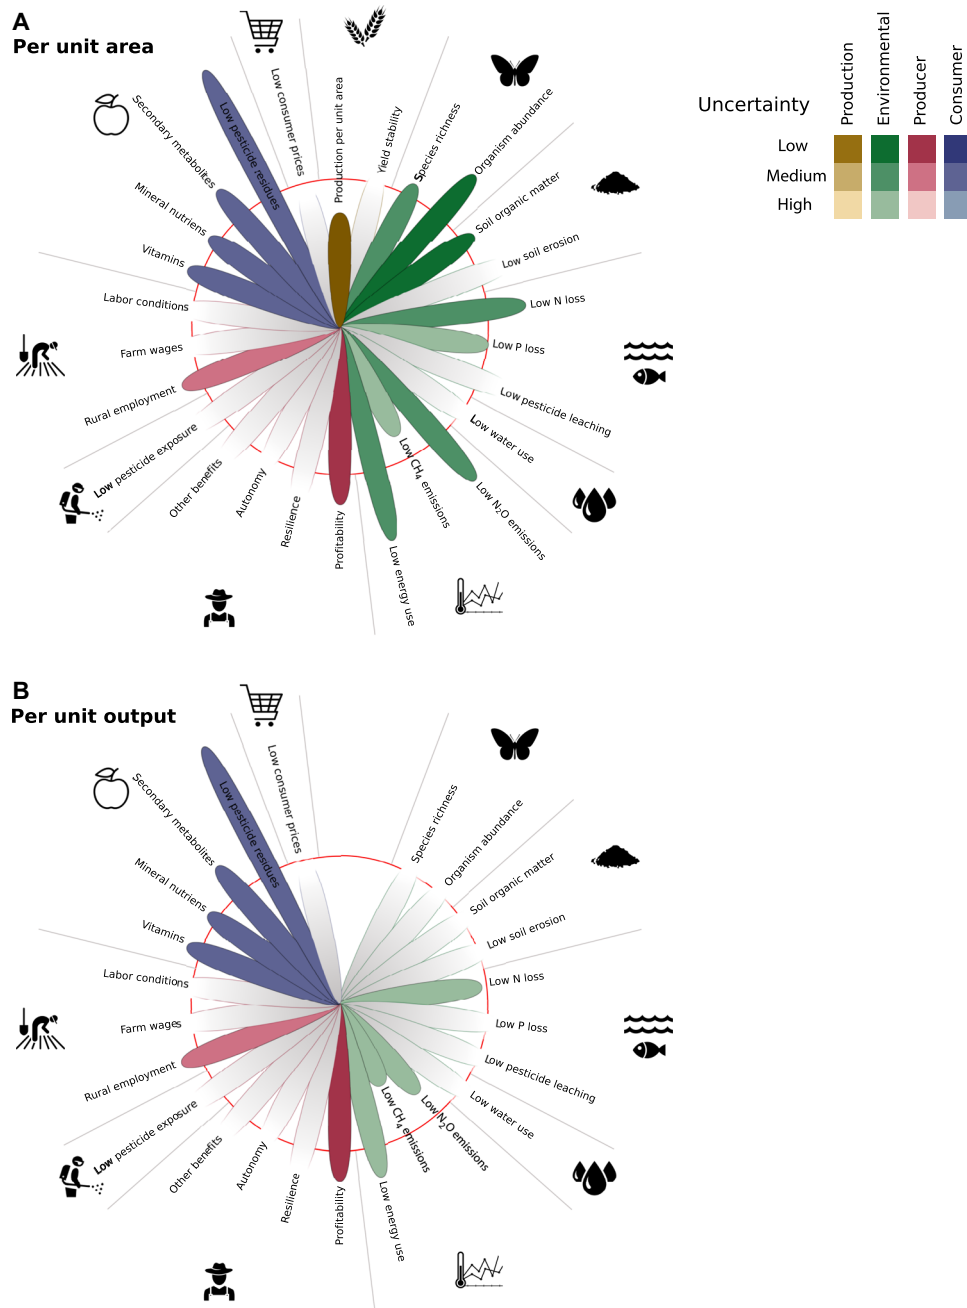 A
Per unit area
Uncertainty
Production
Environmental
Producer
Consumer
Low
Medium
High
Low consumer prices
Production per unit area
Yield stability
Species richness
Organism abundance
Soil organic matter
Low soil erosion
Low N loss
Low P loss
Low pesticide leaching
Low water use
Low N2O emissions
Low CH4 emissions
Low energy use
Profitability
Resilience
Autonomy
Other benefits
Low pesticide exposure
Rural employment
Farm wages
Labor conditions
Vitamins
Mineral nutriens
Secondary metabolites
Low pesticide residues
B
Per unit output
Low consumer prices
Species richness
Organism abundance
Soil organic matter
Low soil erosion
Low N loss
Low P loss
Low pesticide leaching
Low water use
Low N2O emissions
Low CH4 emissions
Low energy use
Profitability
Resilience
Autonomy
Other benefits
Low pesticide exposure
Rural employment
Farm wages
Labor conditions
Vitamins
Mineral nutriens
Secondary metabolites
Low pesticide residues